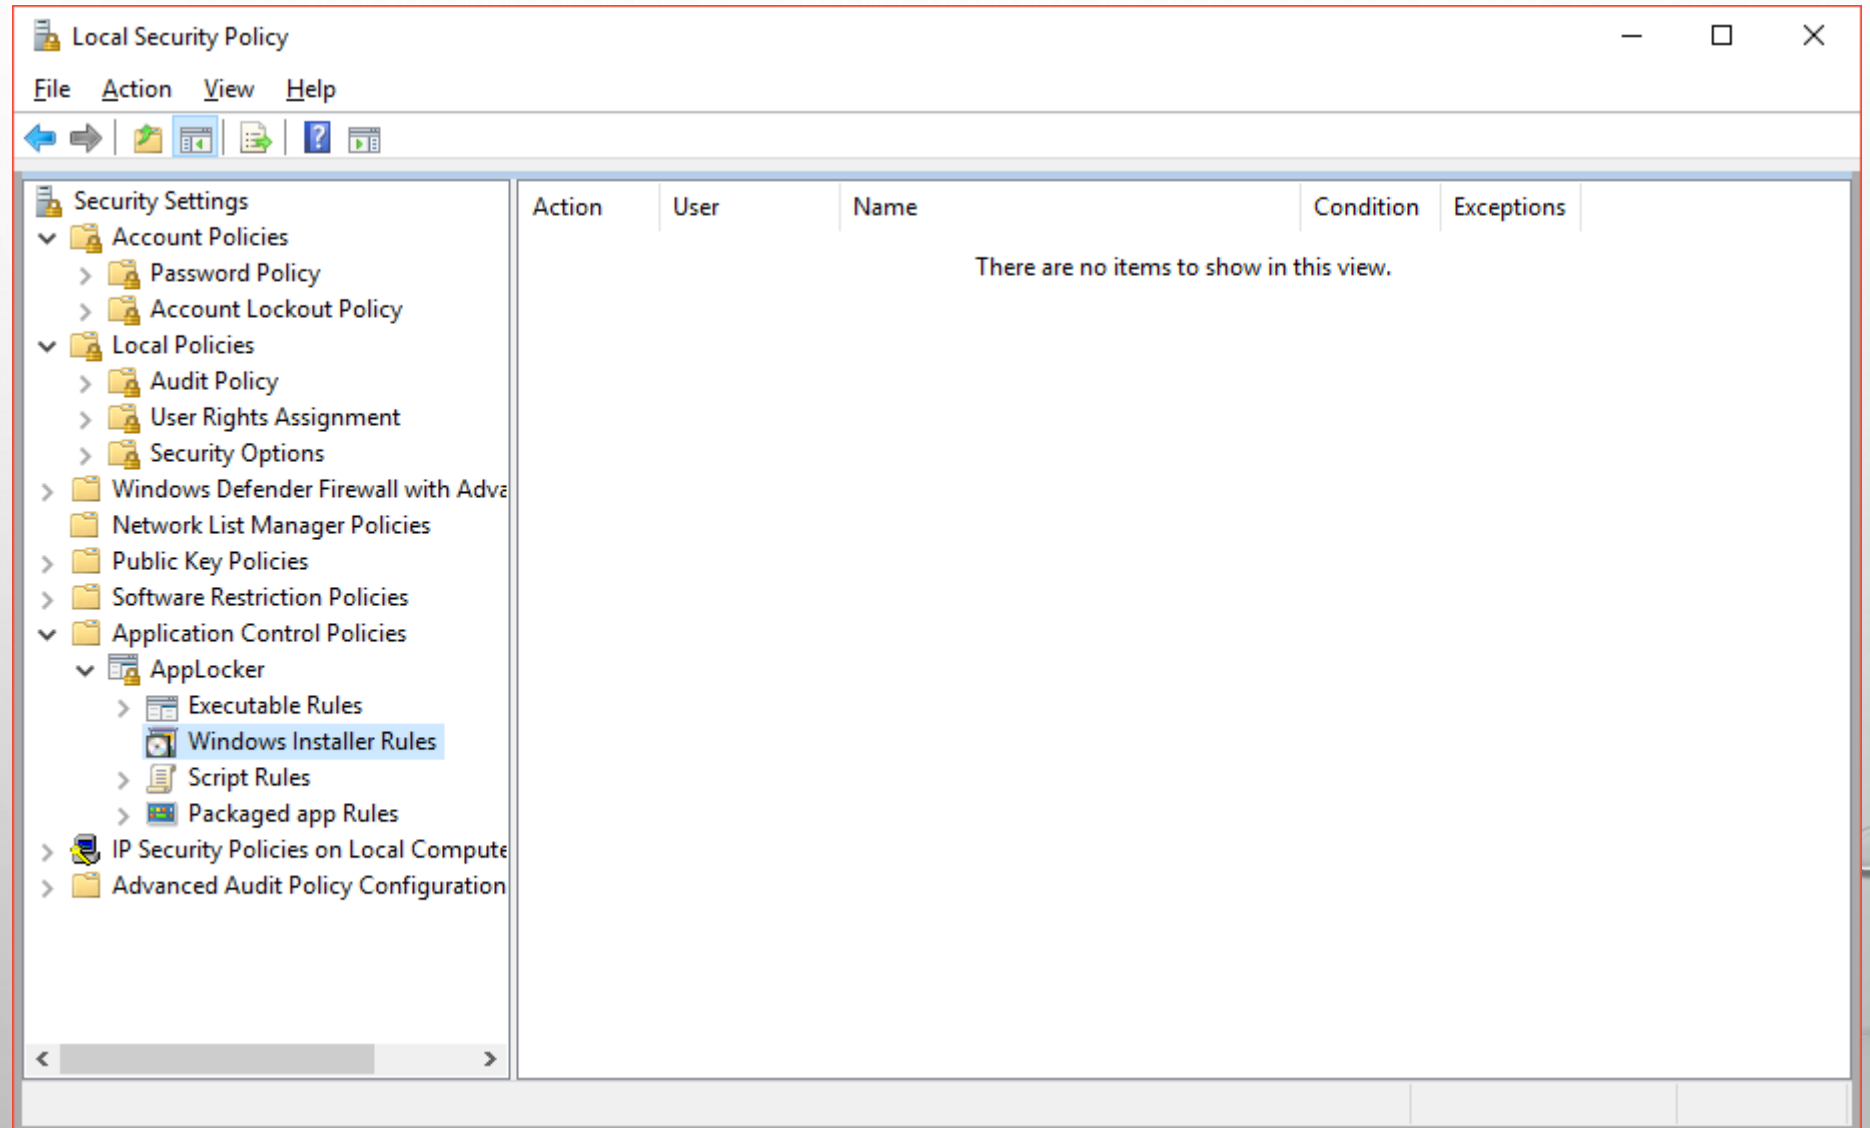 Local Security Policy
File Action View Help
Security Settings
Account Policies
Password Policy
Account Lockout Policy
Local Policies
Audit Policy
User Rights Assignment
Security Options
Windows Defender Firewall with Adva
Network List Manager Policies
Public Key Policies
Software Restriction Policies
Application Control Policies
AppLocker
Executable Rules
Windows Installer Rules
Script Rules
Packaged app Rules
IP Security Policies on Local Compute
Advanced Audit Policy Configuration
Action User Name Condition Exceptions
There are no items to show in this view.